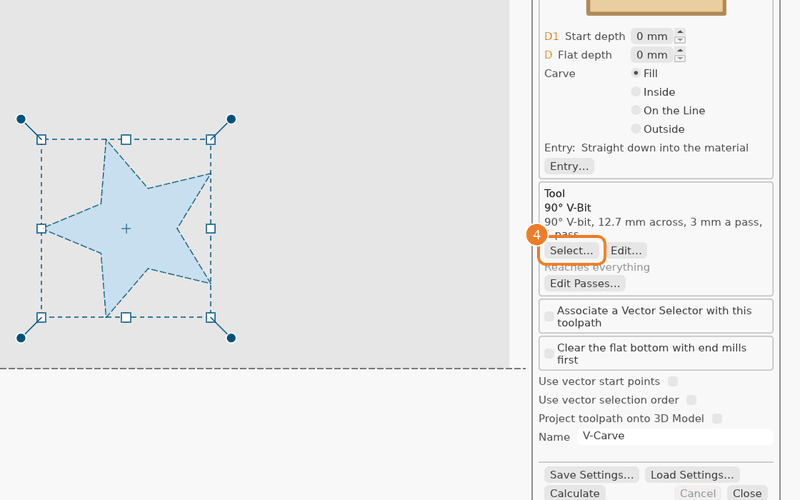 D1 Start depth 0 mm
D Flat depth 0 mm
Carve Fill
Inside
On the Line
Outside
Entry: Straight down into the material
Entry...
Tool
90° V-Bit
90° V-bit, 12.7 mm across, 3 mm a pass,
pass
4
Select... Edit...
Reaches everything
Edit Passes...
Associate a Vector Selector with this
toolpath
Clear the flat bottom with end mills
first
Use vector start points
Use vector selection order
Project toolpath onto 3D Model
Name V-Carve
Save Settings... Load Settings...
Calculate Cancel Close